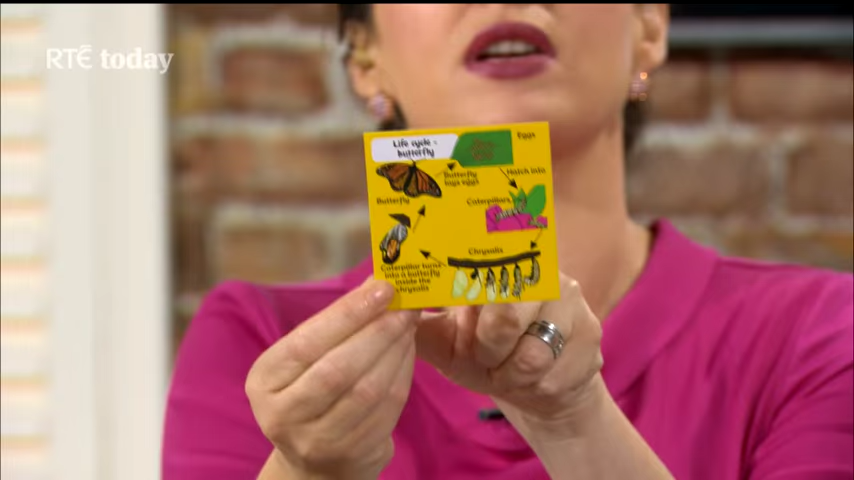 RTÉ today
Life cycle -
butterfly
Eggs
Butterfly
lays eggs
Hatch into
Butterfly
Caterpillars
Chrysalis
Caterpillar turns
into a butterfly
inside the
chrysalis